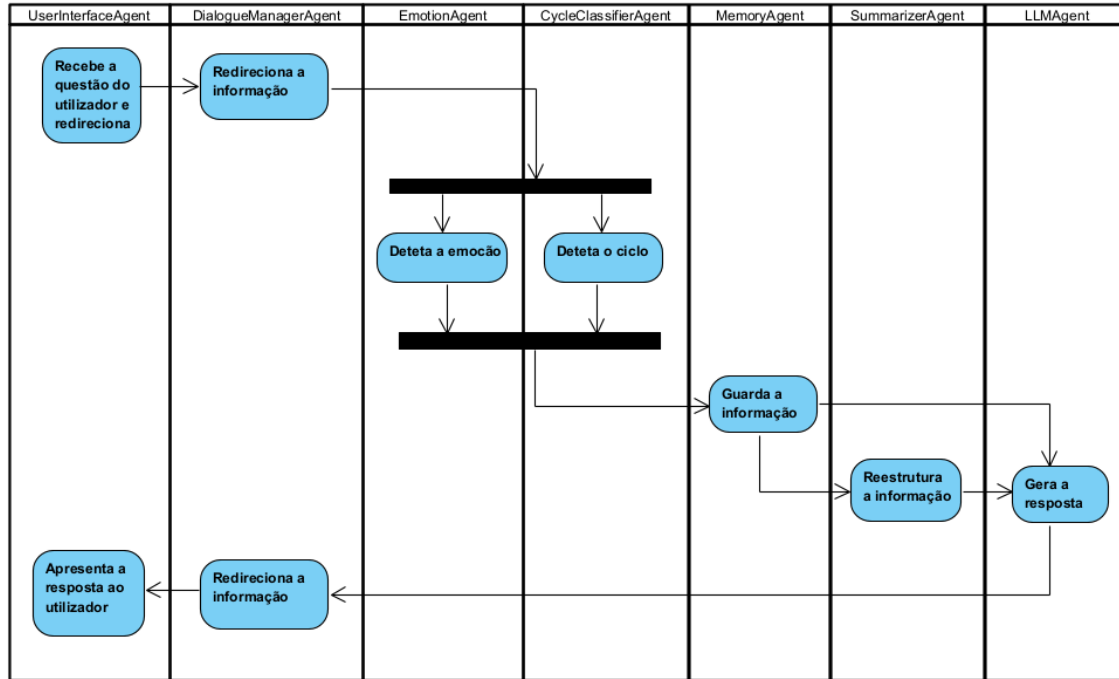 UserInterfaceAgent
DialogueManagerAgent
EmotionAgent
CycleClassifierAgent
MemoryAgent
SummarizerAgent
LLMAgent
Recebe a
questão do
utilizador e
redireciona
Redireciona a
informação
Deteta a emocão
Deteta o ciclo
Guarda a
informação
Reestrutura
a informação
Gera a
resposta
Apresenta a
resposta ao
utilizador
Redireciona a
informação